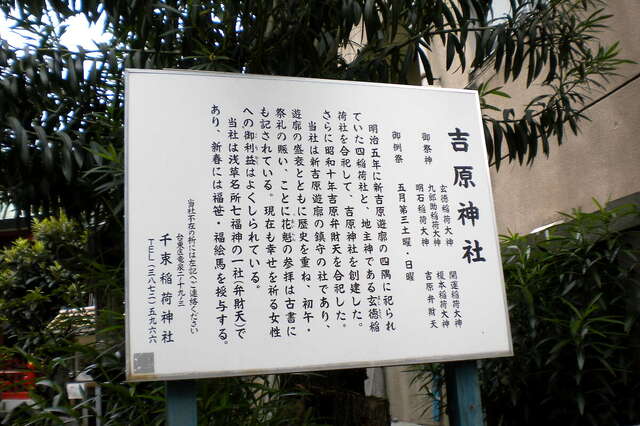 吉原神社
御祭神
玄徳稲荷大神
開運稲荷大神
九郎助稲荷大神
榎本稲荷大神
明石稲荷大神
吉原弁財天
御例祭
五月第三土曜・日曜
明治五年に新吉原遊廓の四隅に祀られ
ていた四稲荷社と、地主神である玄徳稲
荷社を合祀して、吉原神社を創建した。
さらに昭和十年吉原弁財天を合祀した。
当社は新吉原遊廓の鎮守の社であり、
遊廓の盛衰とともに歴史を重ね、初午・
祭礼の賑い、ことに花魁の参拝は古書に
も記されている。現在も幸せを祈る女性
への御利益はよくしられている。
当社は浅草名所七福神の一社(弁財天)で
あり、新春には福笹・福絵馬を授与する。
当社不在の折には左記へご連絡ください
台東区竜泉二ー十九ー三
千束稲荷神社
TEL(三八七二)五九六六